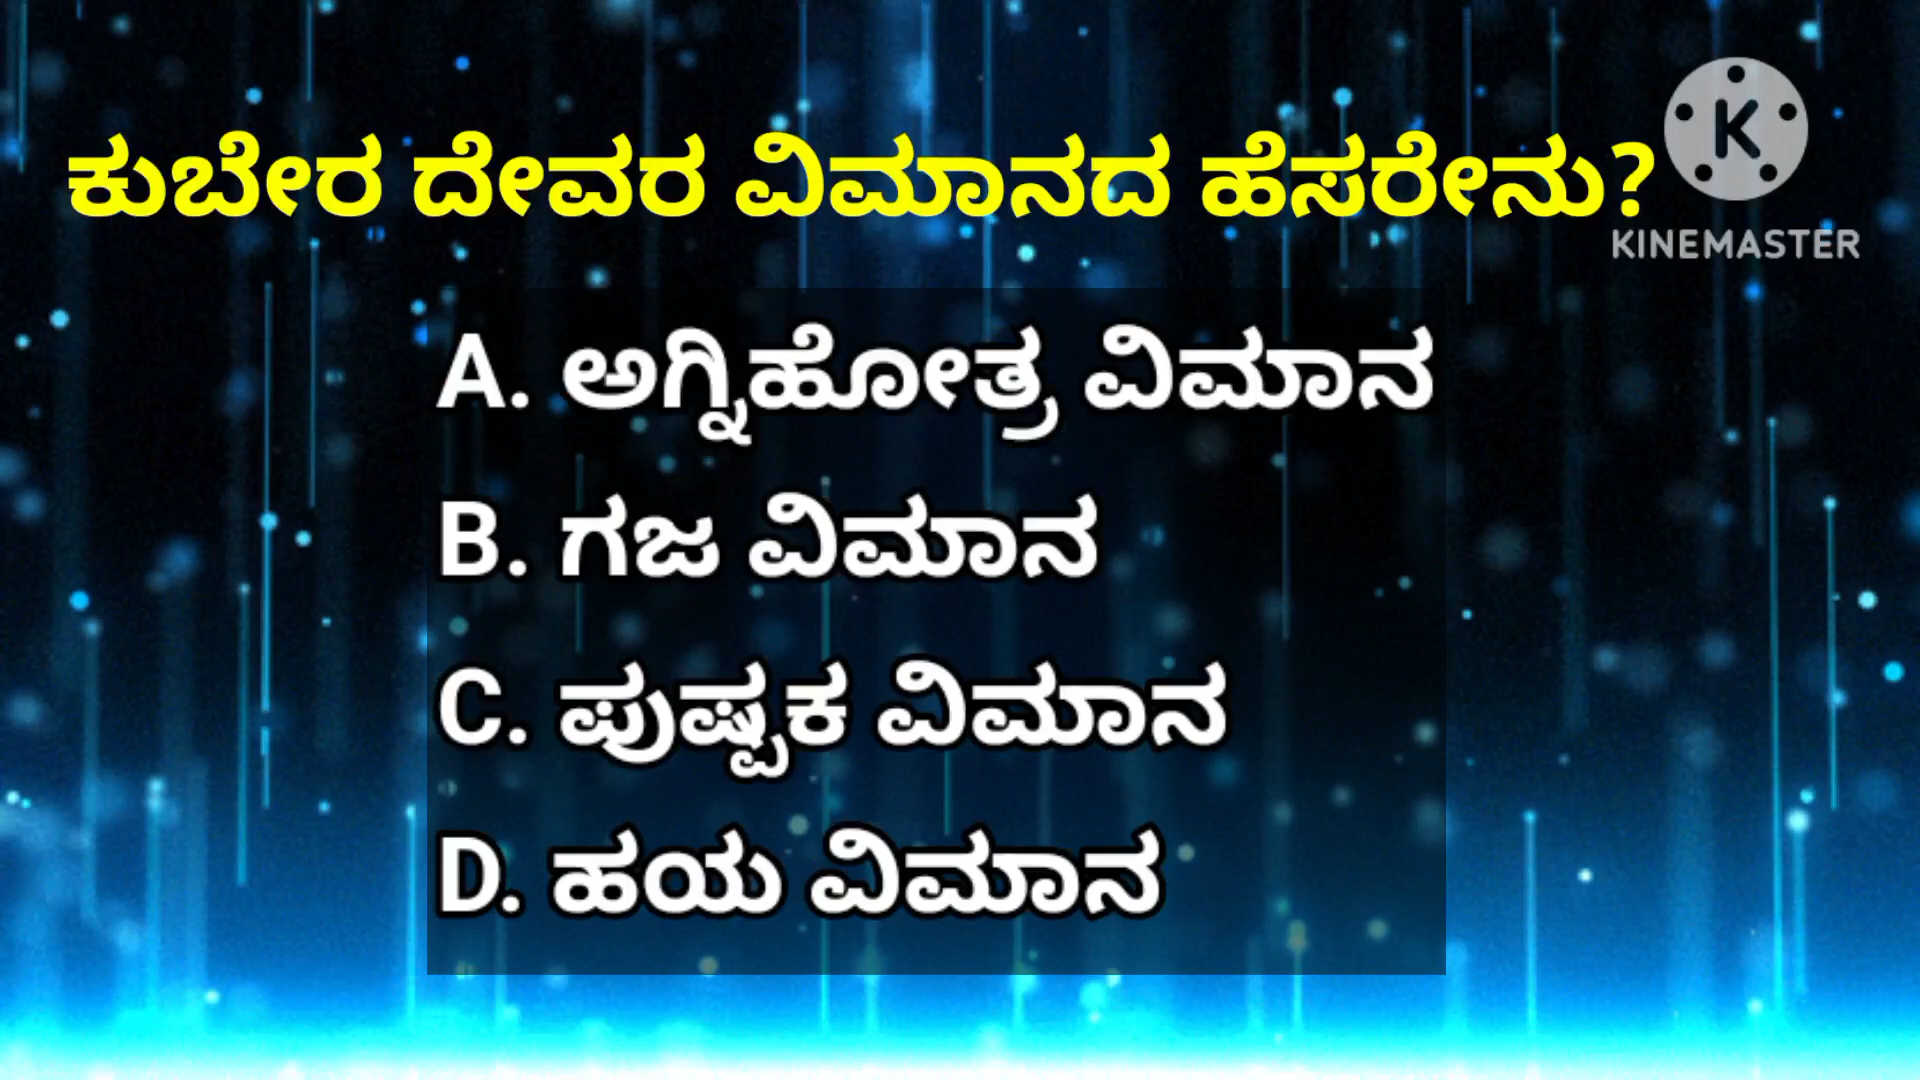 ಕುಬೇರ ದೇವರ ವಿಮಾನದ ಹೆಸರೇನು?
K
KINEMASTER
A. ಅಗ್ನಿಹೋತ್ರ ವಿಮಾನ
B. ಗಜ ವಿಮಾನ
C. ಪುಷ್ಪಕ ವಿಮಾನ
D. ಹಯ ವಿಮಾನ